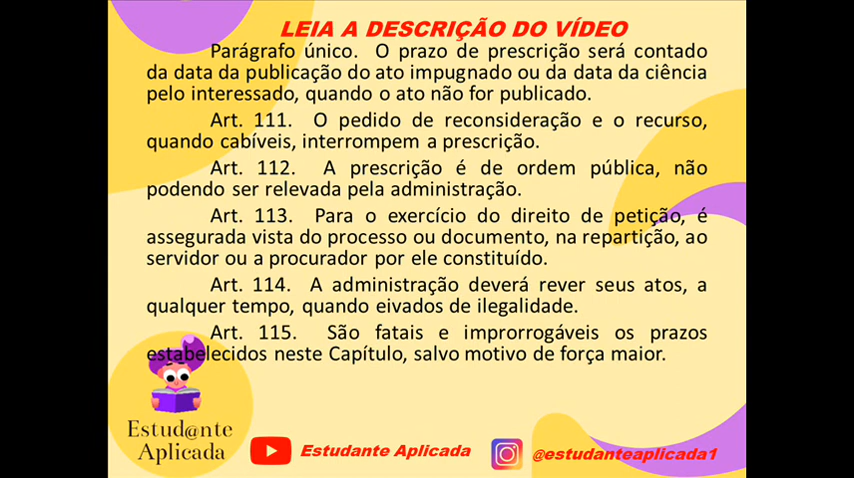 LEIA A DESCRIÇÃO DO VÍDEO
Parágrafo único. O prazo de prescrição será contado
da data da publicação do ato impugnado ou da data da ciência
pelo interessado, quando o ato não for publicado.
Art. 111. O pedido de reconsideração e o recurso,
quando cabíveis, interrompem a prescrição.
Art. 112. A prescrição é de ordem pública, não
podendo ser relevada pela administração.
Art. 113. Para o exercício do direito de petição, é
assegurada vista do processo ou documento, na repartição, ao
servidor ou a procurador por ele constituído.
Art. 114. A administração deverá rever seus atos, a
qualquer tempo, quando eivados de ilegalidade.
Art. 115. São fatais e improrrogáveis os prazos
estabelecidos neste Capítulo, salvo motivo de força maior.
Estud@nte
Aplicada
Estudante Aplicada
@estudanteaplicada1